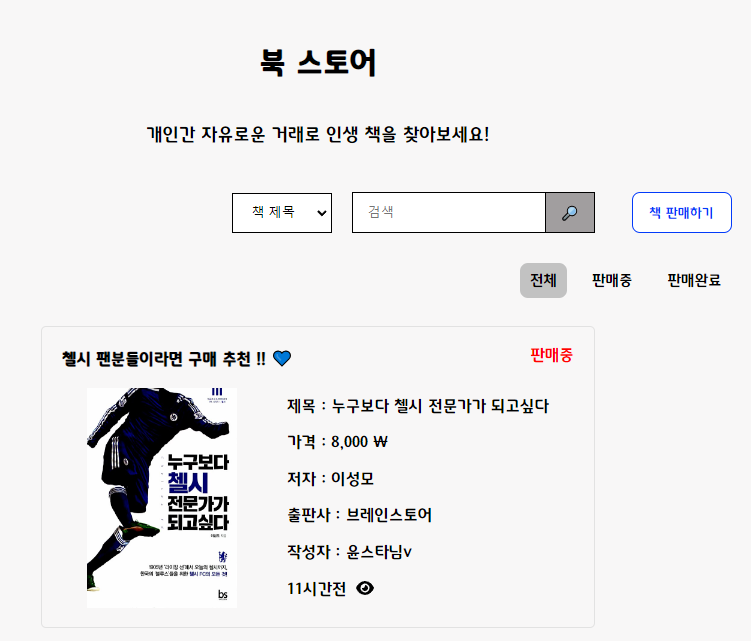 북 스토어
개인간 자유로운 거래로 인생 책을 찾아보세요!
책 제목
검색
책 판매하기
전체 판매중 판매완료
첼시 팬분들이라면 구매 추천 !! 💙
판매중
누구보다
첼시
전문가가
되고싶다
bs
제목 : 누구보다 첼시 전문가가 되고싶다
가격 : 8,000 ₩
저자 : 이성모
출판사 : 브레인스토어
작성자 : 윤스타님v
11시간전